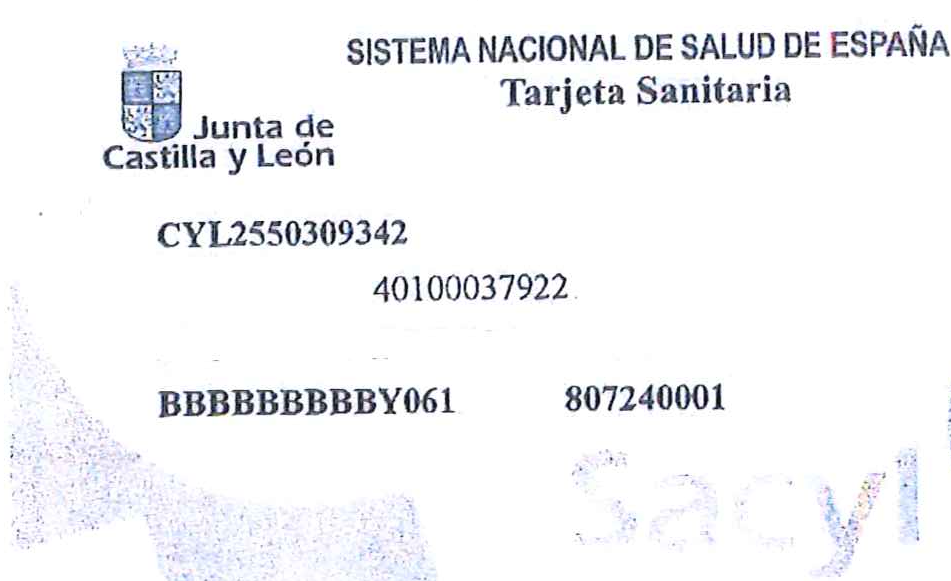 SISTEMA NACIONAL DE SALUD DE ESPAÑA
Tarjeta Sanitaria
Junta de
Castilla y León
CYL2550309342
40100037922
BBBBBBBBBY061 807240001
Sacyl